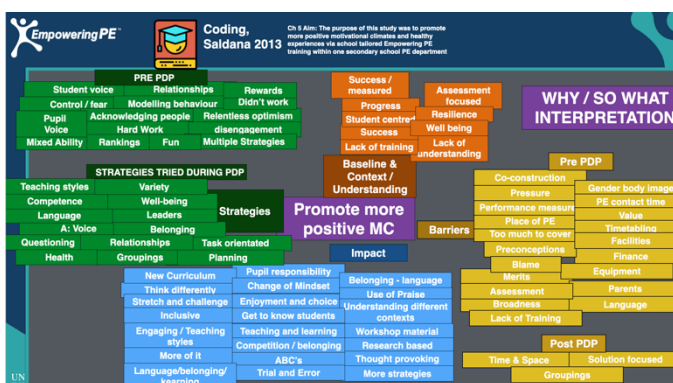 Empowering PE™
Coding,
Saldana 2013
Ch 5 Aim: The purpose of this study was to promote
more positive motivational climates and healthy
experiences via school tailored Empowering PE
training within one secondary school PE department
PRE PDP
Student voice
Relationships
Rewards
Control / fear
Modelling behaviour
Didn't work
Pupil
Voice
Acknowledging people
Relentless optimism
Hard Work
disengagement
Mixed Ability
Rankings
Fun
Multiple Strategies
STRATEGIES TRIED DURING PDP
Teaching styles
Variety
Competence
Well-being
Language
Leaders
A: Voice
Belonging
Questioning
Relationships
Task orientated
Health
Groupings
Planning
Strategies
Success /
measured
Progress
Student centred
Success
Lack of training
Assessment
focused
Resilience
Well being
Lack of
understanding
Baseline &
Context /
Understanding
Promote more
positive MC
Barriers
Impact
WHY / SO WHAT
INTERPRETATION
Pre PDP
Co-construction
Pressure
Performance measure
Place of PE
Too much to cover
Preconceptions
Blame
Merits
Assessment
Broadness
Lack of Training
Gender body image
PE contact time
Value
Timetabling
Facilities
Finance
Equipment
Parents
Language
Post PDP
Time & Space
Solution focused
Groupings
New Curriculum
Think differently
Stretch and challenge
Inclusive
Engaging / Teaching
styles
More of it
Language/belonging/
Pupil responsibility
Change of Mindset
Enjoyment and choice
Get to know students
Teaching and learning
Competition / belonging
ABC's
Trial and Error
Belonging - language
Use of Praise
Understanding different
contexts
Workshop material
Research based
Thought provoking
More strategies
UN